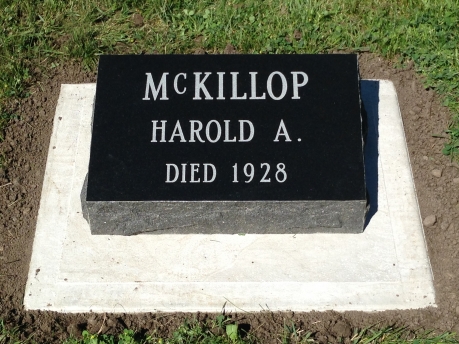 McKILLOP
HAROLD A.
DIED 1928